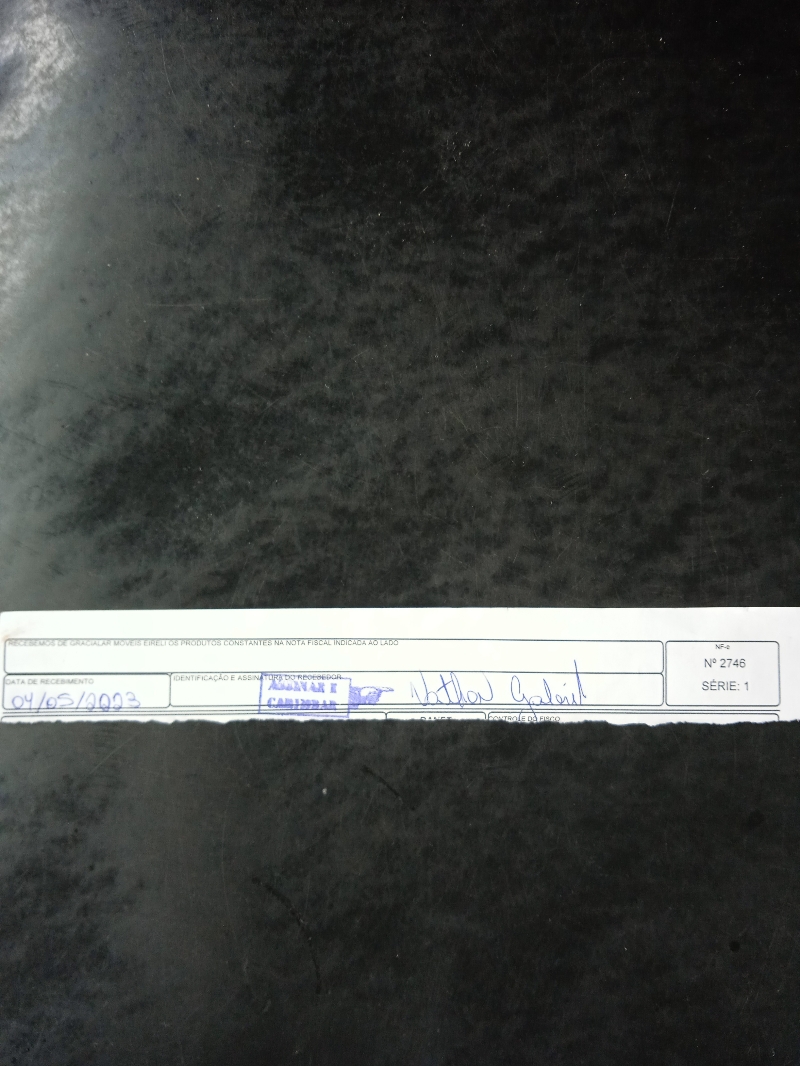 RECEBEMOS DE GRACIALAR MÓVEIS EIRELI OS PRODUTOS CONSTANTES NA NOTA FISCAL INDICADA AO LADO
NF-e
Nº 2746
SÉRIE: 1
DATA DE RECEBIMENTO
04/05/2023
IDENTIFICAÇÃO E ASSINATURA DO RECEBEDOR
ASSINAR E
CARIMBAR
CONTROLE DO FISCO